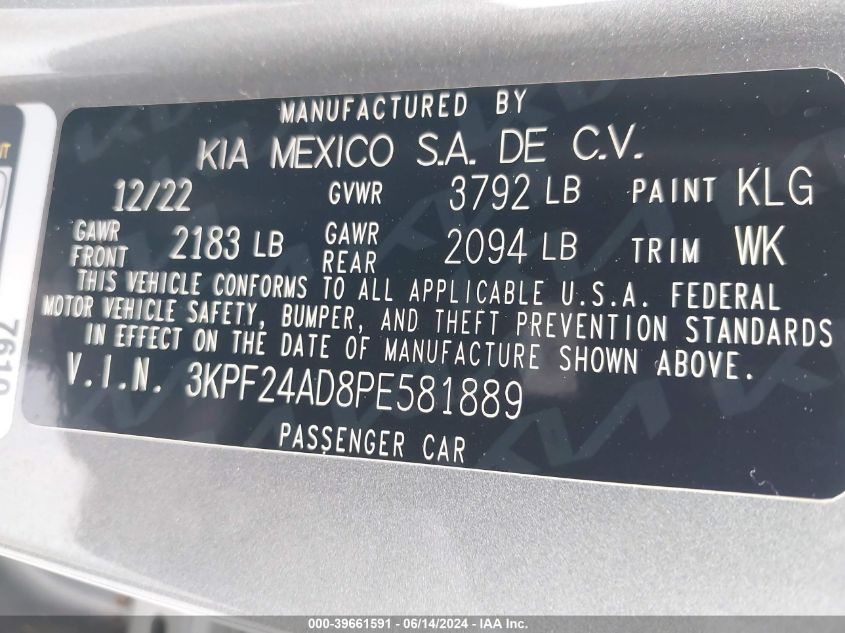 MANUFACTURED BY
KIA MEXICO S.A. DE C.V.
12/22 GVWR 3792 LB PAINT KLG
GAWR FRONT 2183 LB GAWR REAR 2094 LB TRIM WK
THIS VEHICLE CONFORMS TO ALL APPLICABLE U.S.A. FEDERAL
MOTOR VEHICLE SAFETY, BUMPER, AND THEFT PREVENTION STANDARDS
IN EFFECT ON THE DATE OF MANUFACTURE SHOWN ABOVE.
V.I.N. 3KPF24AD8PE581889
PASSENGER CAR
000-39661591 - 06/14/2024 - IAA Inc.